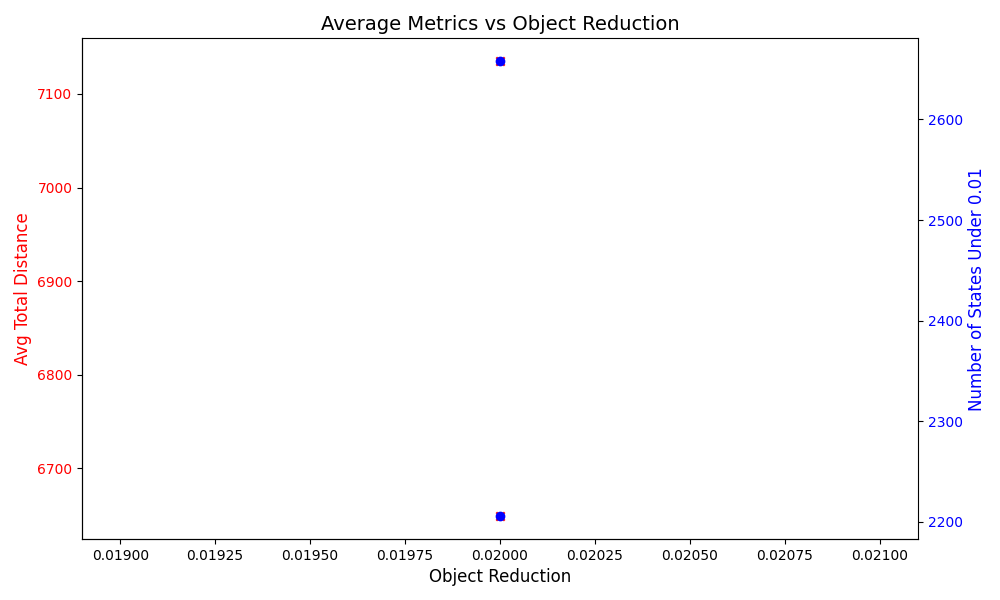 Average Metrics vs Object Reduction
Avg Total Distance
7100
7000
6900
6800
6700
Number of States Under 0.01
2600
2500
2400
2300
2200
0.01900 0.01925 0.01950 0.01975 0.02000 0.02025 0.02050 0.02075 0.02100
Object Reduction